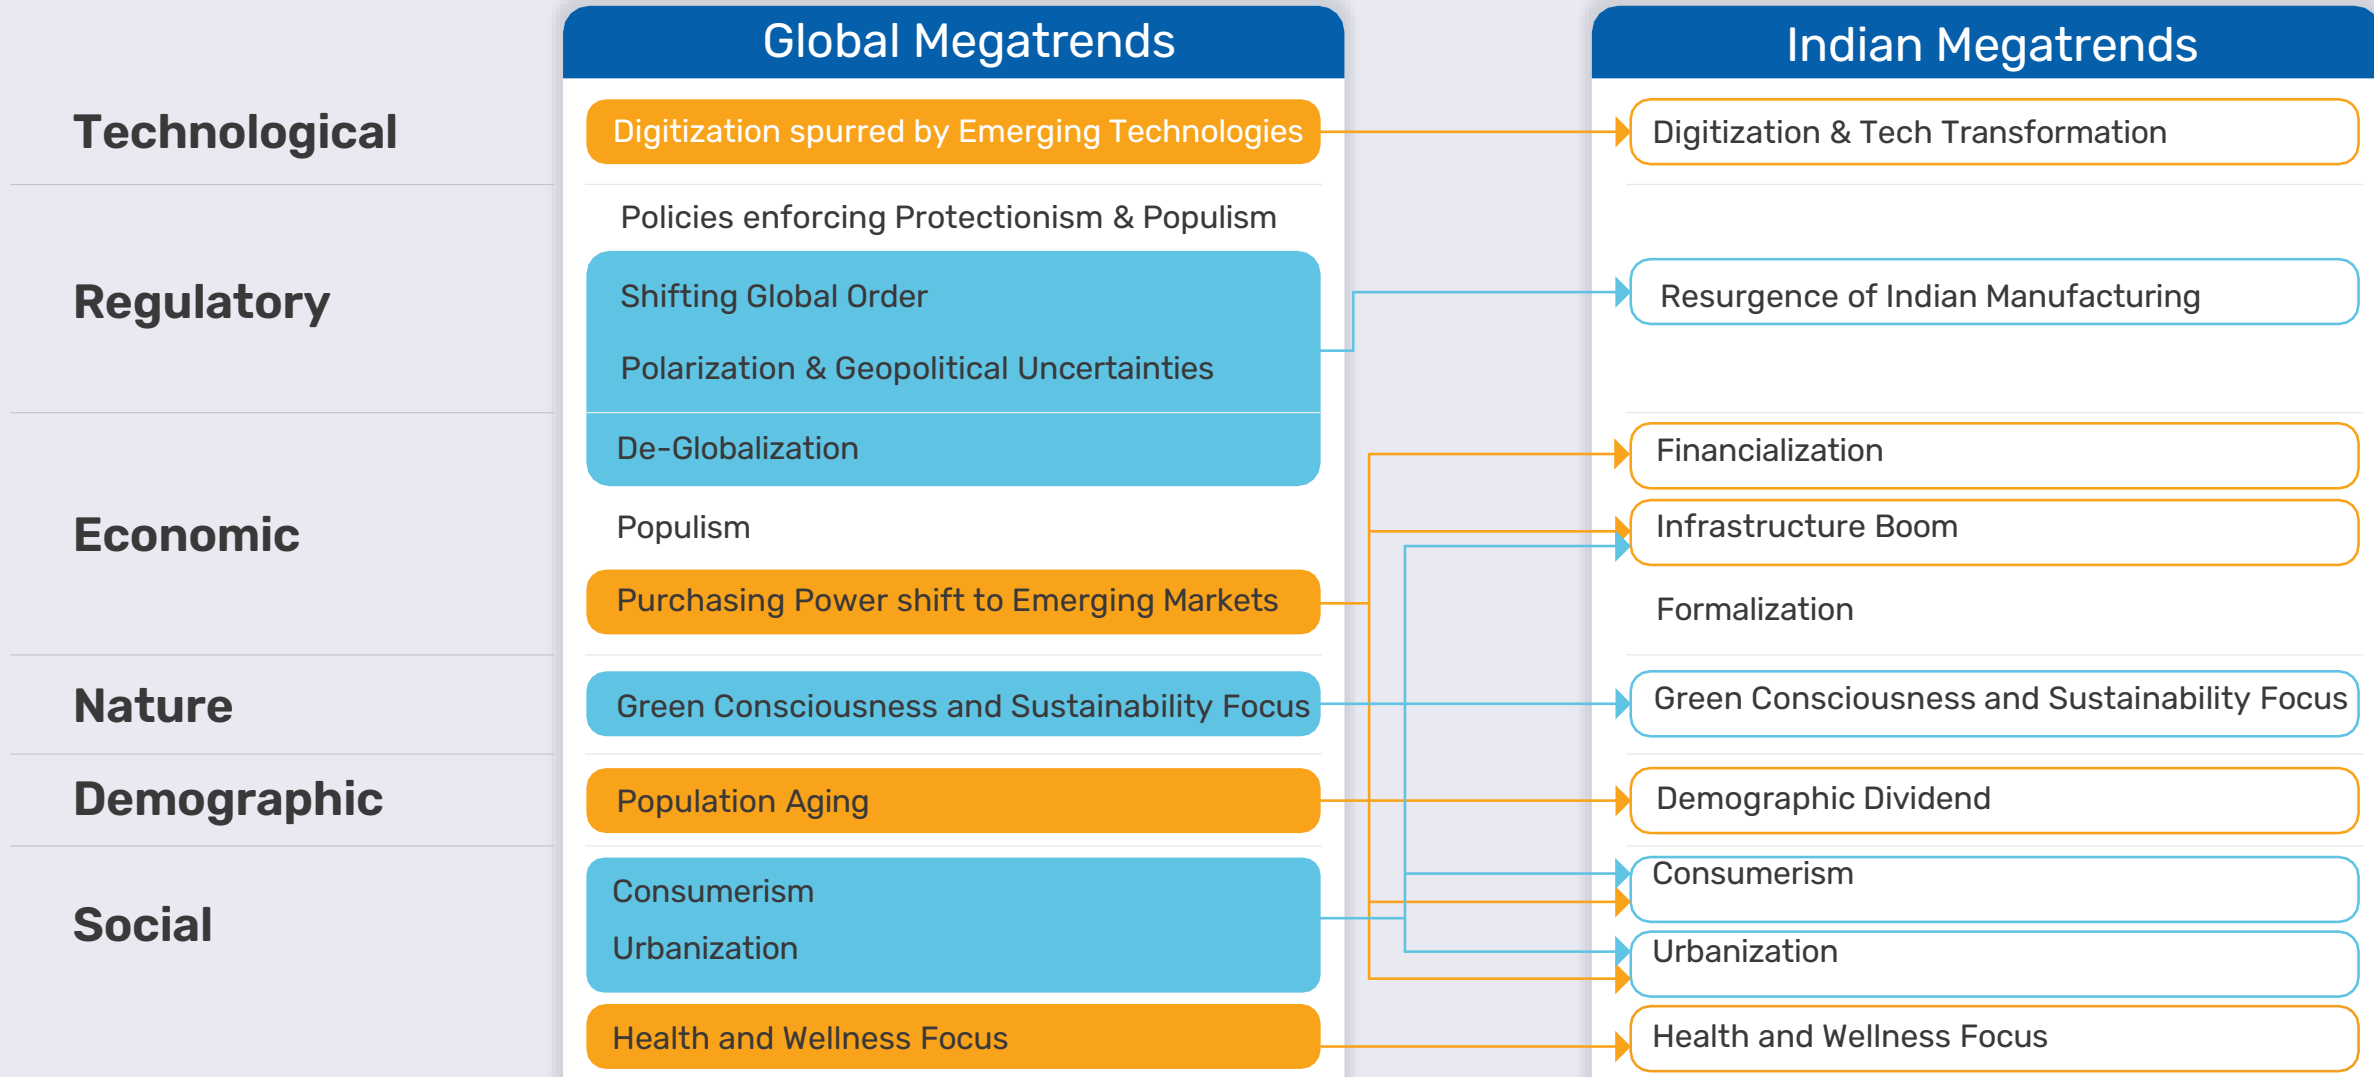 Global Megatrends
Indian Megatrends
Technological
Digitization spurred by Emerging Technologies
Digitization & Tech Transformation
Regulatory
Policies enforcing Protectionism & Populism
Shifting Global Order
Polarization & Geopolitical Uncertainties
Resurgence of Indian Manufacturing
Economic
De-Globalization
Populism
Purchasing Power shift to Emerging Markets
Financialization
Infrastructure Boom
Formalization
Nature
Green Consciousness and Sustainability Focus
Green Consciousness and Sustainability Focus
Demographic
Population Aging
Demographic Dividend
Social
Consumerism
Urbanization
Health and Wellness Focus
Consumerism
Urbanization
Health and Wellness Focus